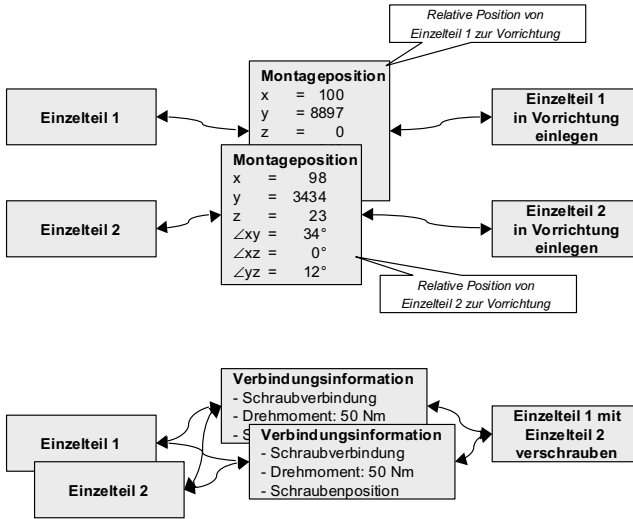 Relative Position von
Einzelteil 1 zur Vorrichtung
Montageposition
x = 100
y = 8897
z = 0
Einzelteil 1
Einzelteil 1
in Vorrichtung
einlegen
Montageposition
x = 98
y = 3434
z = 23
∠xy = 34°
∠xz = 0°
∠yz = 12°
Einzelteil 2
Einzelteil 2
in Vorrichtung
einlegen
Relative Position von
Einzelteil 2 zur Vorrichtung
Verbindungsinformation
- Schraubverbindung
- Drehmoment: 50 Nm
- S
Verbindungsinformation
- Schraubverbindung
- Drehmoment: 50 Nm
- Schraubenposition
Einzelteil 1
Einzelteil 2
Einzelteil 1 mit
Einzelteil 2
verschrauben